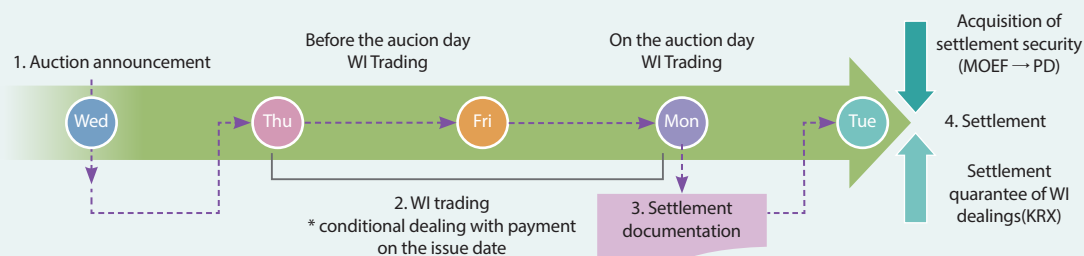 1. Auction announcement
Before the aucion day
WI Trading
On the auction day
WI Trading
Acquisition of
settlement security
(MOEF → PD)
Wed
Thu
Fri
Mon
Tue
4. Settlement
2. WI trading
* conditional dealing with payment
on the issue date
3. Settlement
documentation
Settlement
quarantee of WI
dealings(KRX)